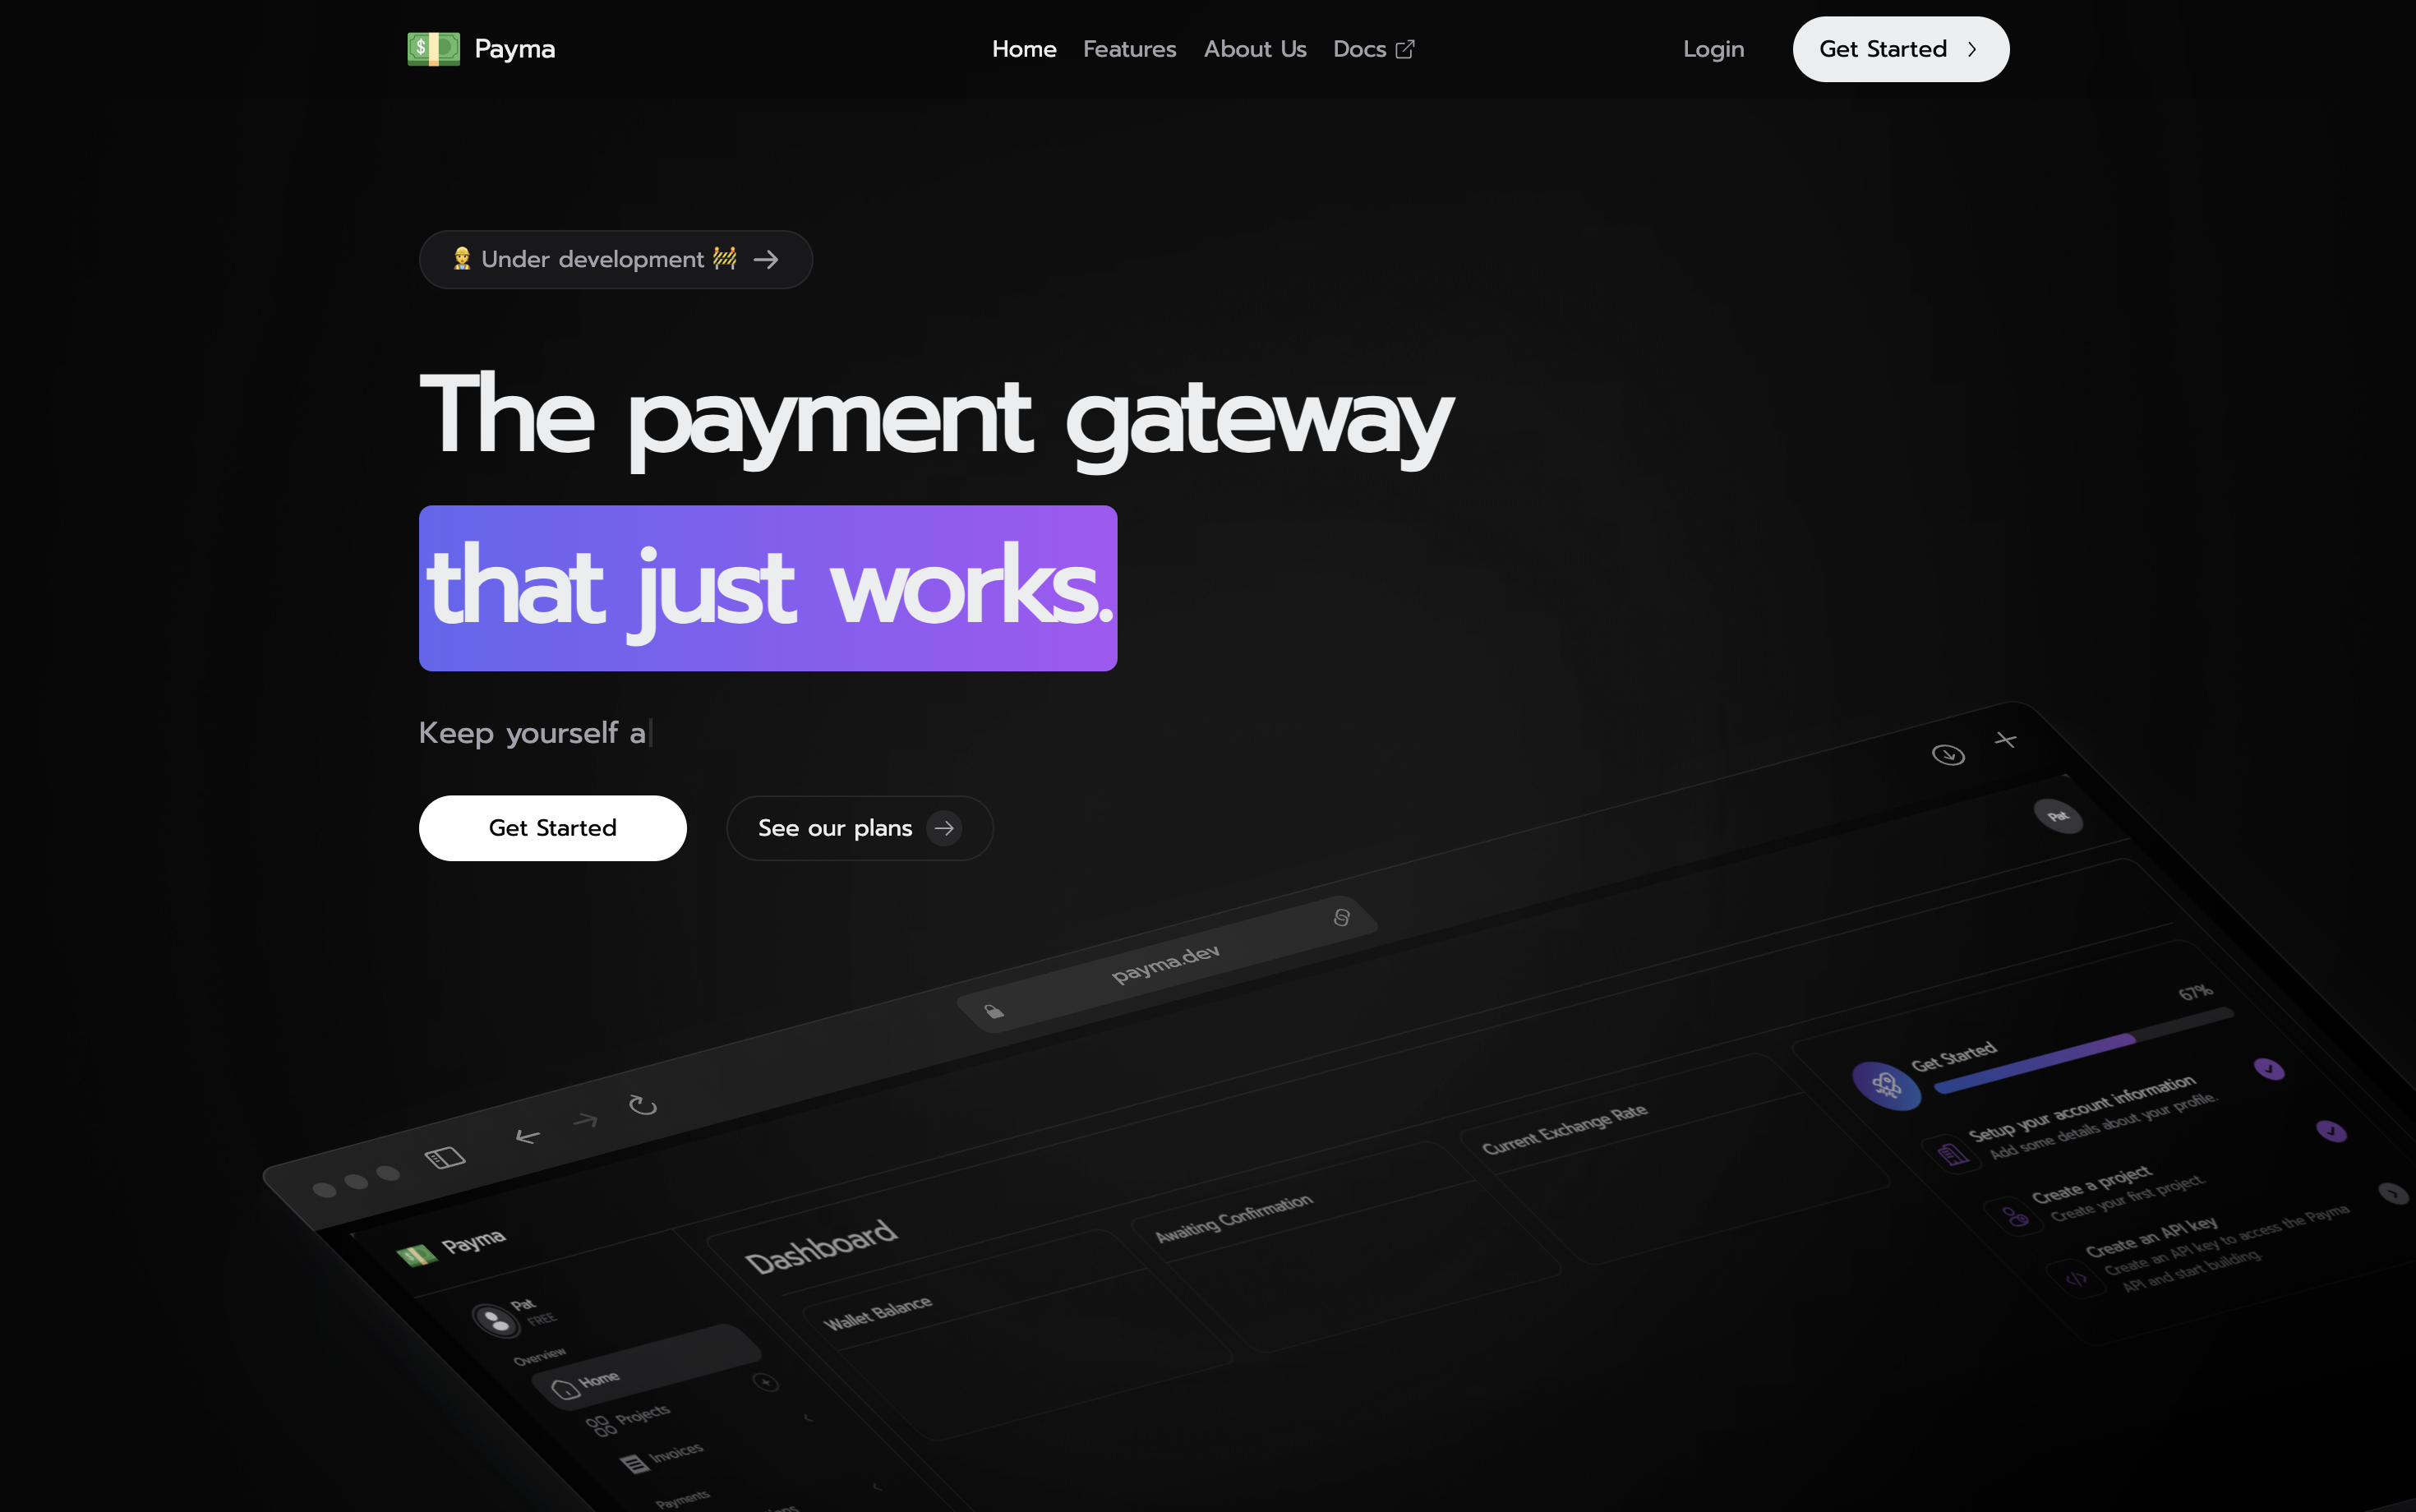 Payma
Home Features About Us Docs
Login
Get Started
Under development
The payment gateway
that just works.
Keep yourself a
Get Started
See our plans
payma.dev
Pat
Payma
Pat
FREE
Overview
Home
Projects
Invoices
Payments
Dashboard
Wallet Balance
Awaiting Confirmation
Current Exchange Rate
Get Started
67%
Setup your account information
Add some details about your profile.
Create a project
Create your first project.
Create an API key
Create an API key to access the Payma
API and start building.